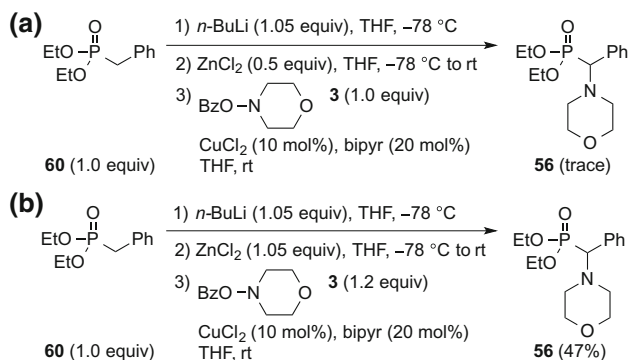 (a)
O
EtO P Ph
EtO
60 (1.0 equiv)
1) n-BuLi (1.05 equiv), THF, –78 °C
2) ZnCl2 (0.5 equiv), THF, –78 °C to rt
3) BzO N O 3 (1.0 equiv)
CuCl2 (10 mol%), bipyr (20 mol%)
THF, rt
O
EtO P Ph
EtO N
O
56 (trace)
(b)
O
EtO P Ph
EtO
60 (1.0 equiv)
1) n-BuLi (1.05 equiv), THF, –78 °C
2) ZnCl2 (1.05 equiv), THF, –78 °C to rt
3) BzO N O 3 (1.2 equiv)
CuCl2 (10 mol%), bipyr (20 mol%)
THF, rt
O
EtO P Ph
EtO N
O
56 (47%)